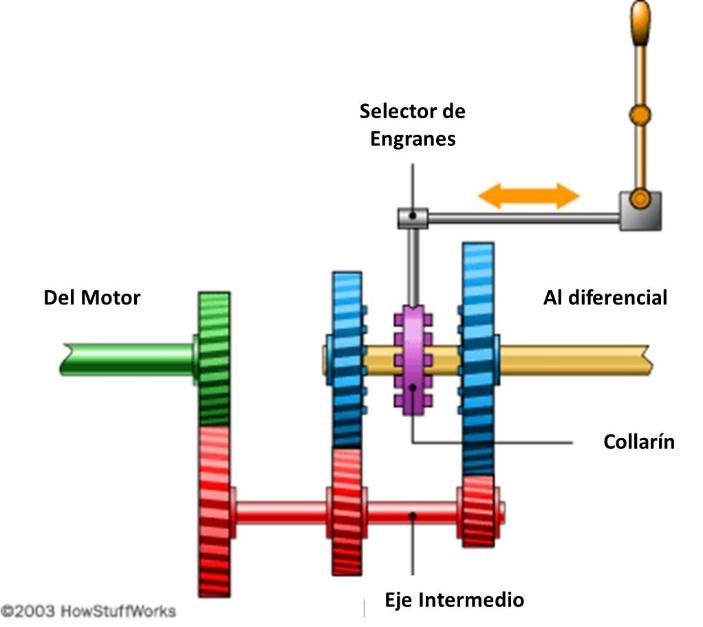 Selector de
Engranes
Del Motor
Al diferencial
Collarín
Eje Intermedio
©2003 HowStuffWorks